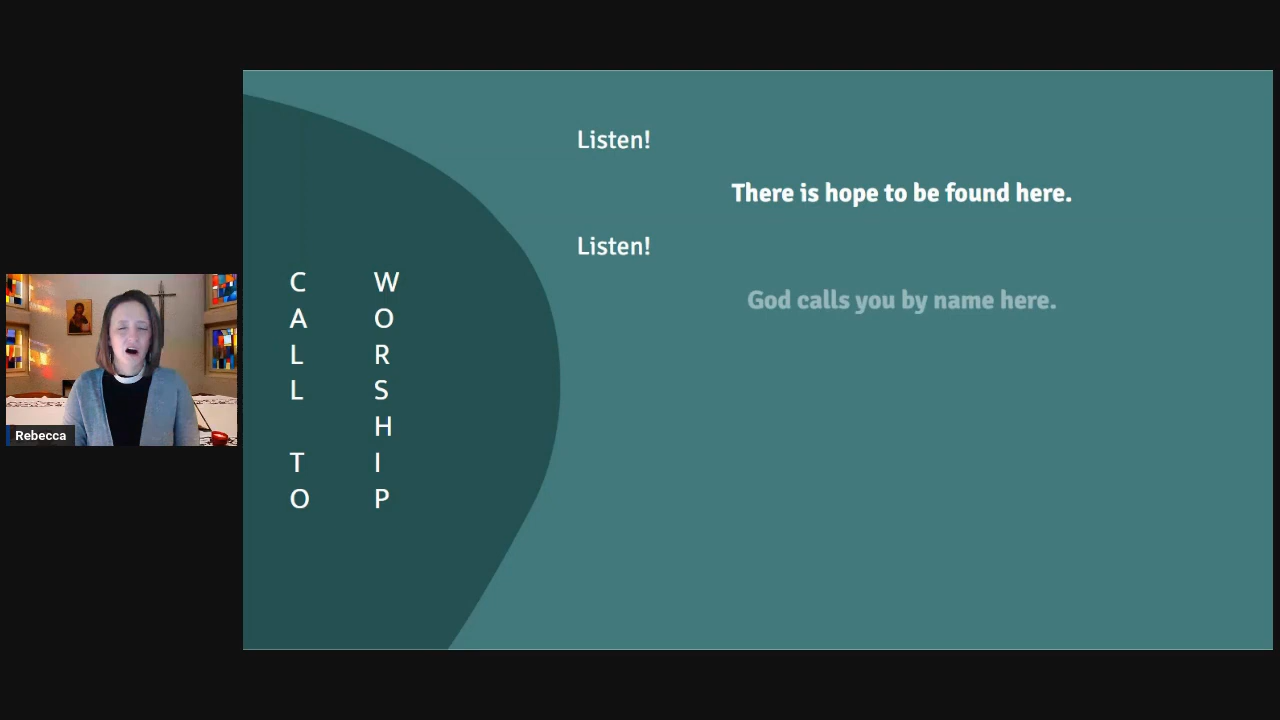 Listen!
There is hope to be found here.
Listen!
God calls you by name here.
CALL TO
WORSHIP
Rebecca